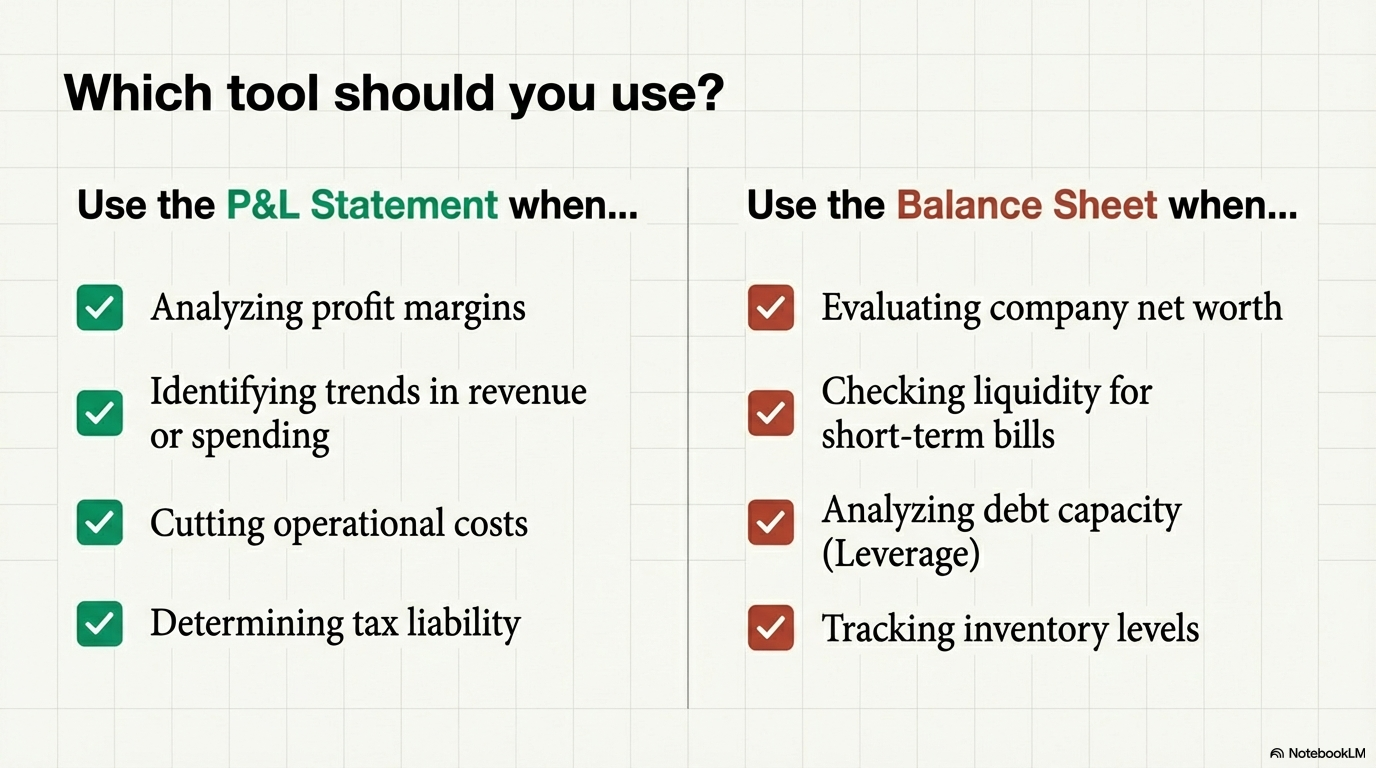 Which tool should you use?
Use the P&L Statement when...
Analyzing profit margins
Identifying trends in revenue
or spending
Cutting operational costs
Determining tax liability
Use the Balance Sheet when...
Evaluating company net worth
Checking liquidity for
short-term bills
Analyzing debt capacity
(Leverage)
Tracking inventory levels
NotebookLM